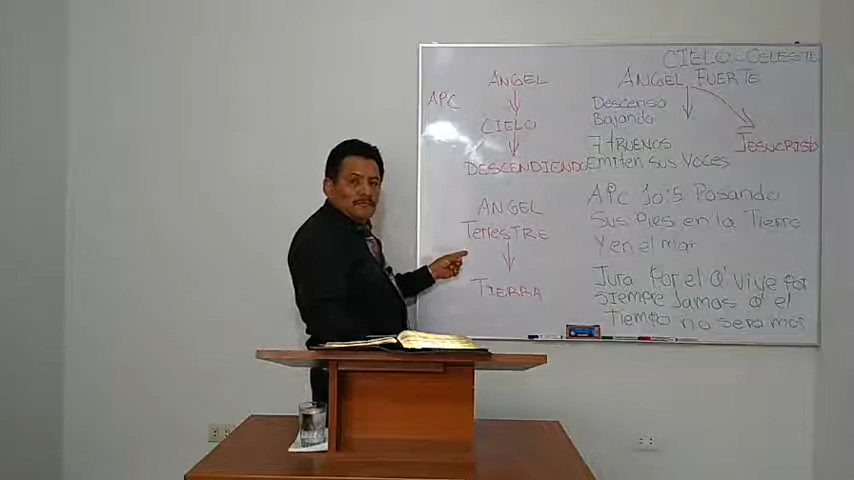 CIELO-CELESTE
APC
ANGEL
CIELO
DESCENDIENDO
ANGEL
TerresTRE
TIERRA
ANGEL FUERTE
Descenso
Bajando
JESUCRISTO
7 TRUENOS
EmiTEN SUS VOCES
APC 10:5 POSANDO
SUS PIES EN LA TIERRA
Y EN EL MAR
JURA POR EL Q' VIVE POR
SIEMPRE JAMAS Q' EL
TIEMPO NO SERA MAS